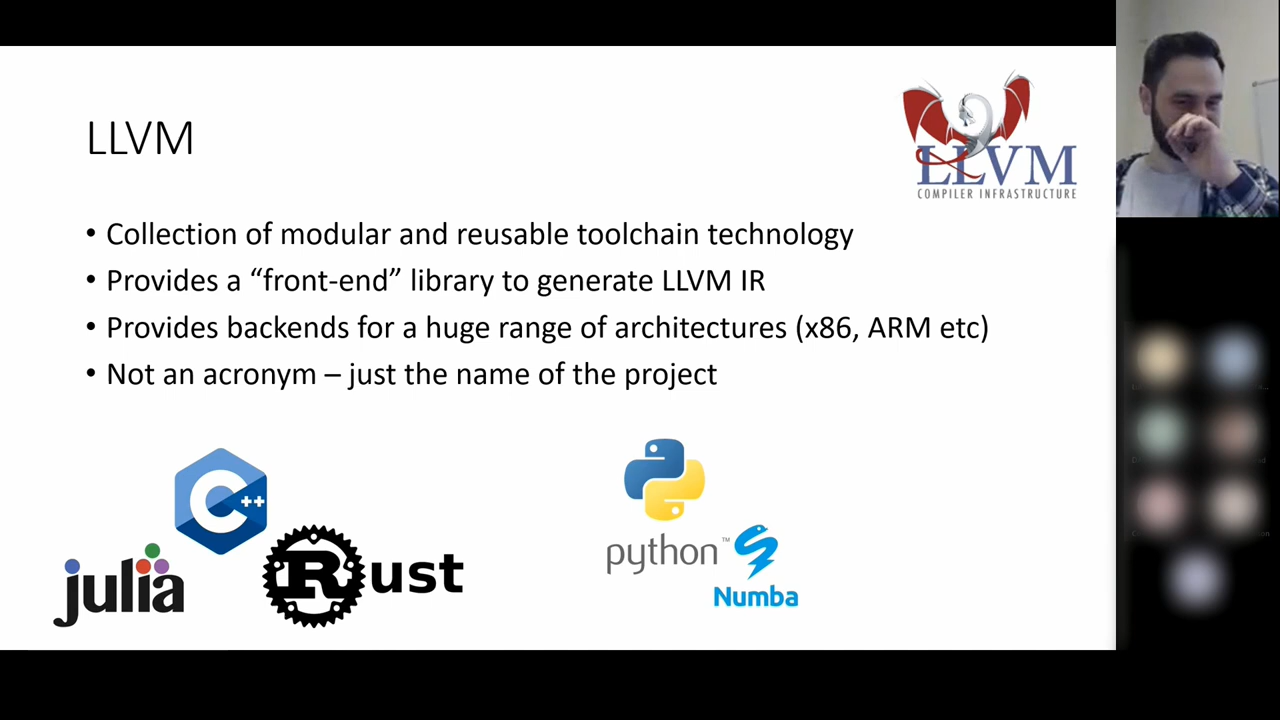 LLVM
LLVM
COMPILER INFRASTRUCTURE
• Collection of modular and reusable toolchain technology
• Provides a “front-end” library to generate LLVM IR
• Provides backends for a huge range of architectures (x86, ARM etc)
• Not an acronym – just the name of the project
C++
julia
Rust
python™
Numba